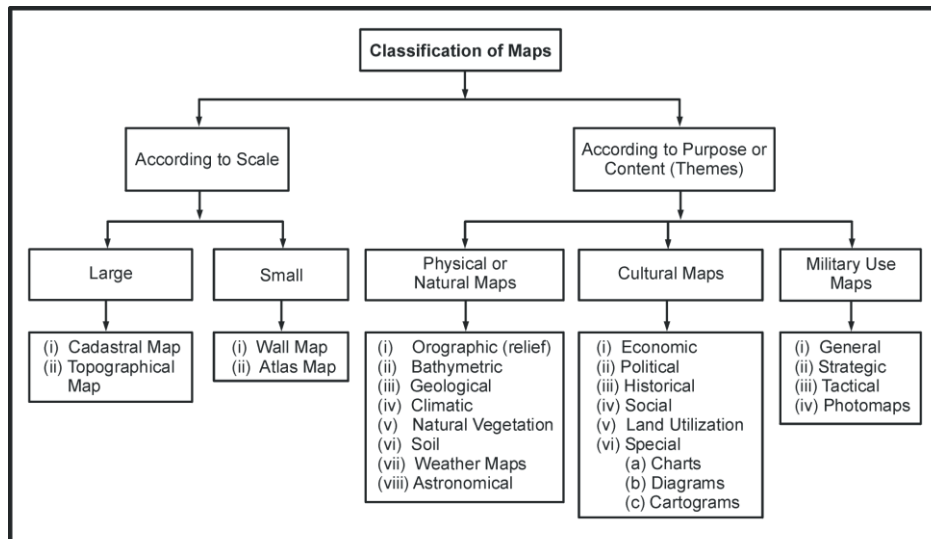 Classification of Maps
According to Scale
According to Purpose or
Content (Themes)
Large
Small
Physical or
Natural Maps
Cultural Maps
Military Use
Maps
(i) Cadastral Map
(ii) Topographical
Map
(i) Wall Map
(ii) Atlas Map
(i) Orographic (relief)
(ii) Bathymetric
(iii) Geological
(iv) Climatic
(v) Natural Vegetation
(vi) Soil
(vii) Weather Maps
(viii) Astronomical
(i) Economic
(ii) Political
(iii) Historical
(iv) Social
(v) Land Utilization
(vi) Special
(a) Charts
(b) Diagrams
(c) Cartograms
(i) General
(ii) Strategic
(iii) Tactical
(iv) Photomaps